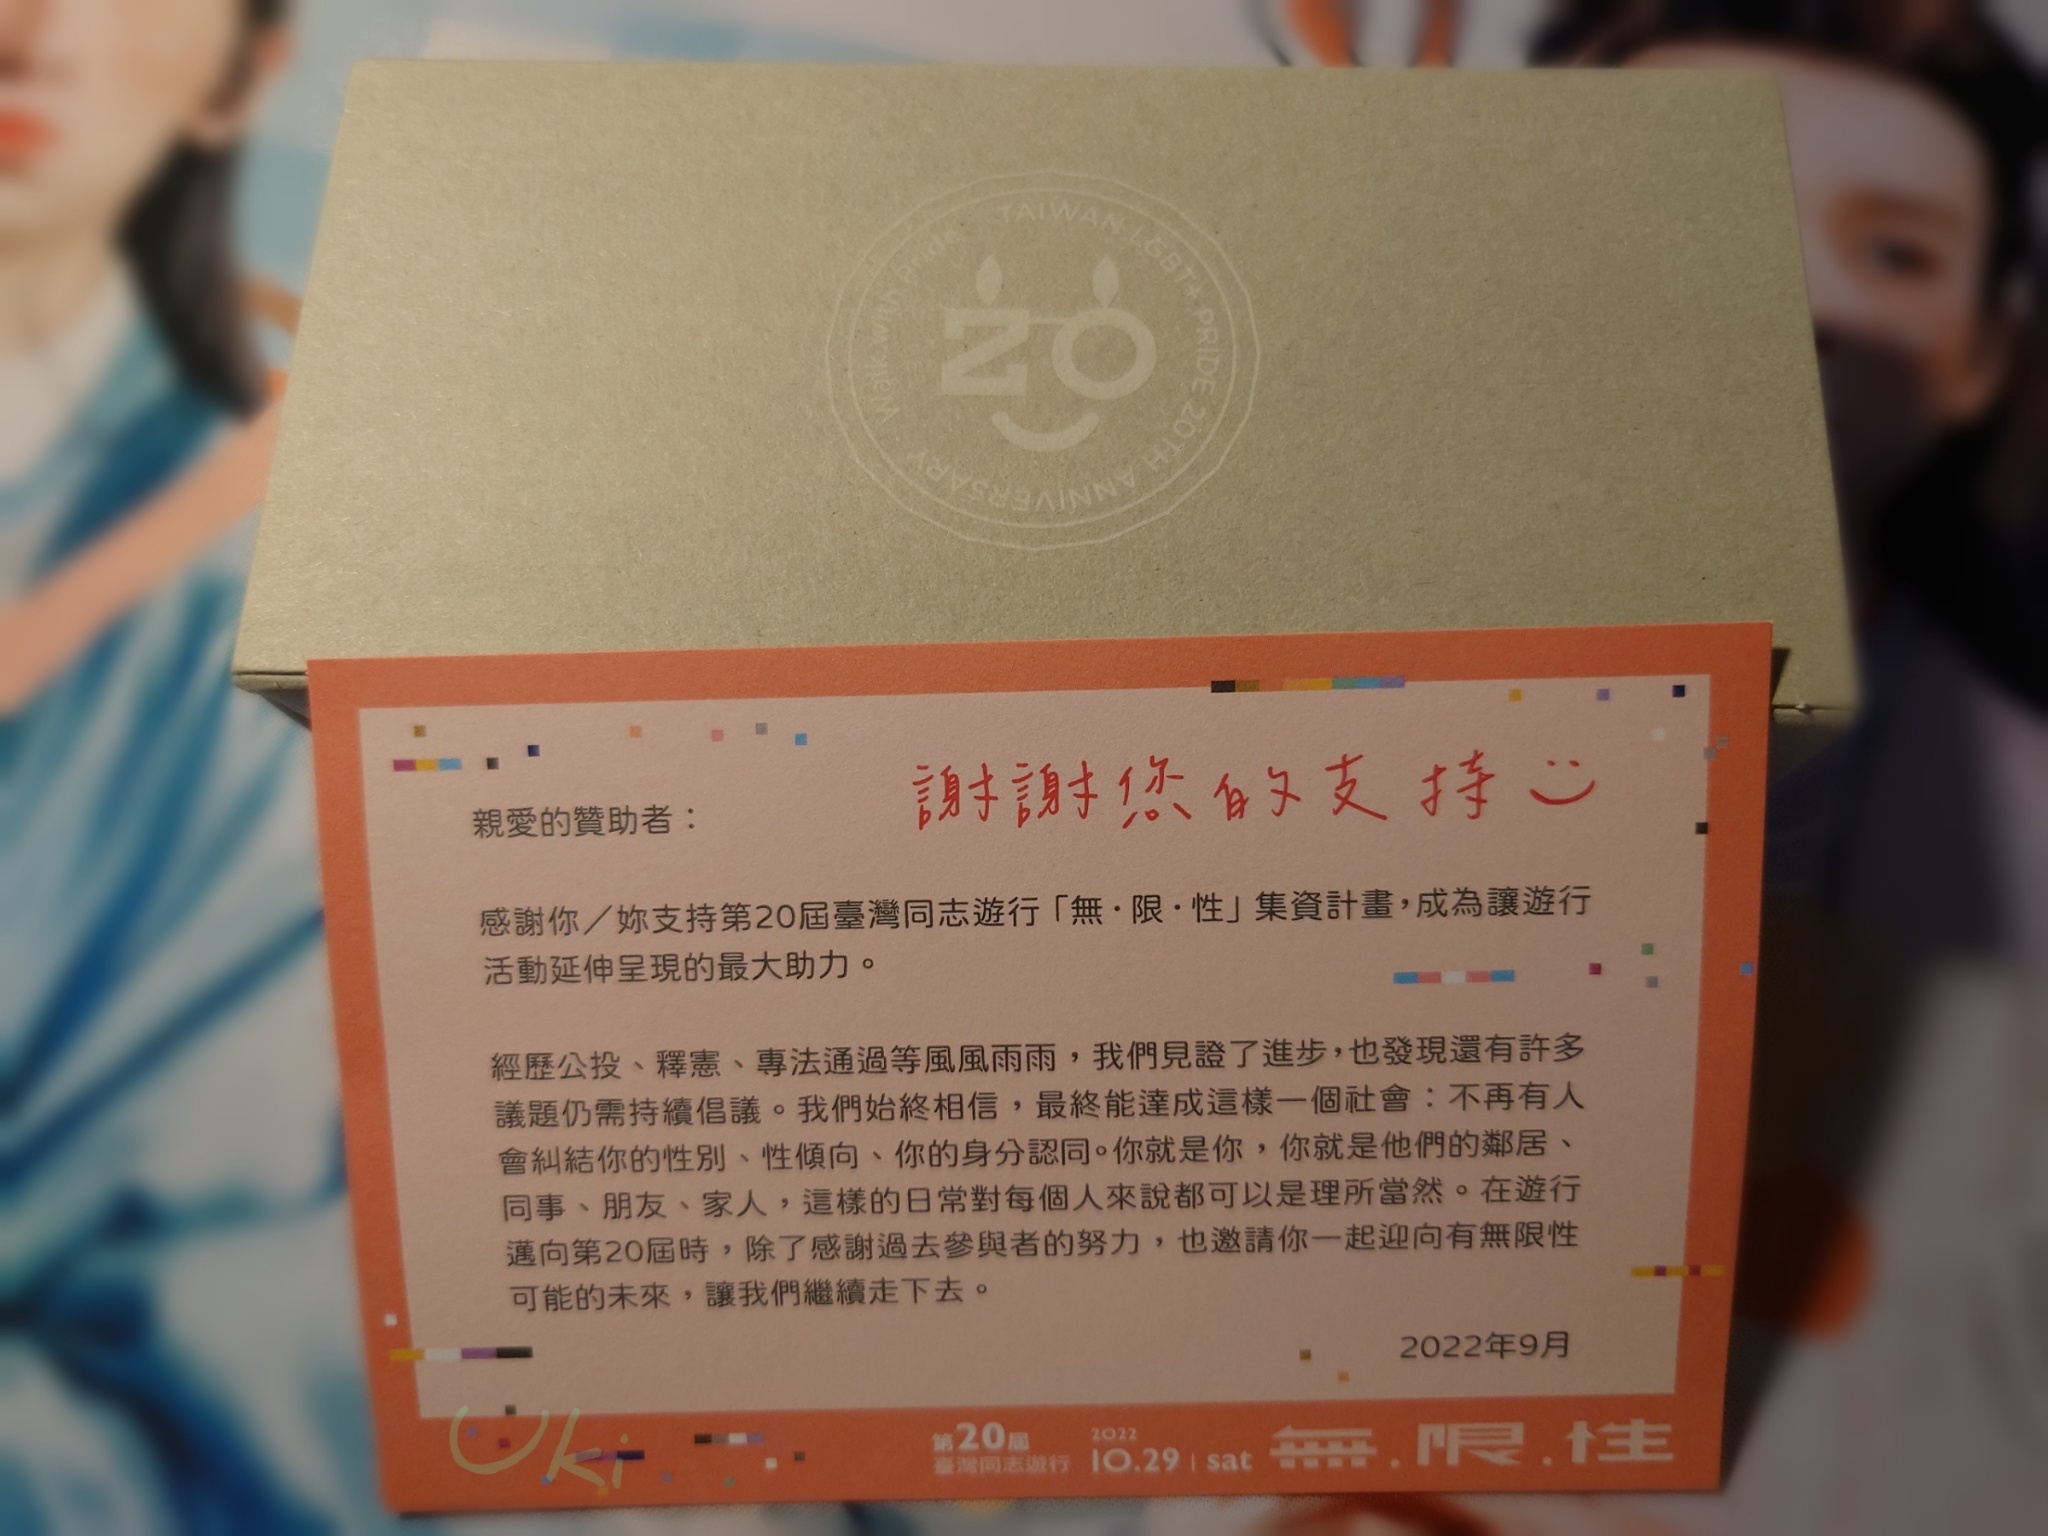 Walk with Pride
TAIWAN LGBT+ PRIDE 20TH ANNIVERSARY
20
謝謝您的支持
親愛的贊助者：
感謝你／妳支持第20屆臺灣同志遊行「無·限·性」集資計畫，成為讓遊行
活動延伸呈現的最大助力。
經歷公投、釋憲、專法通過等風風雨雨，我們見證了進步，也發現還有許多
議題仍需持續倡議。我們始終相信，最終能達成這樣一個社會：不再有人
會糾結你的性別、性傾向、你的身分認同。你就是你，你就是他們的鄰居、
同事、朋友、家人，這樣的日常對每個人來說都可以是理所當然。在遊行
邁向第20屆時，除了感謝過去參與者的努力，也邀請你一起迎向有無限性
可能的未來，讓我們繼續走下去。
2022年9月
Uki
第20屆
臺灣同志遊行
2022
10.29 | sat
無.限.性